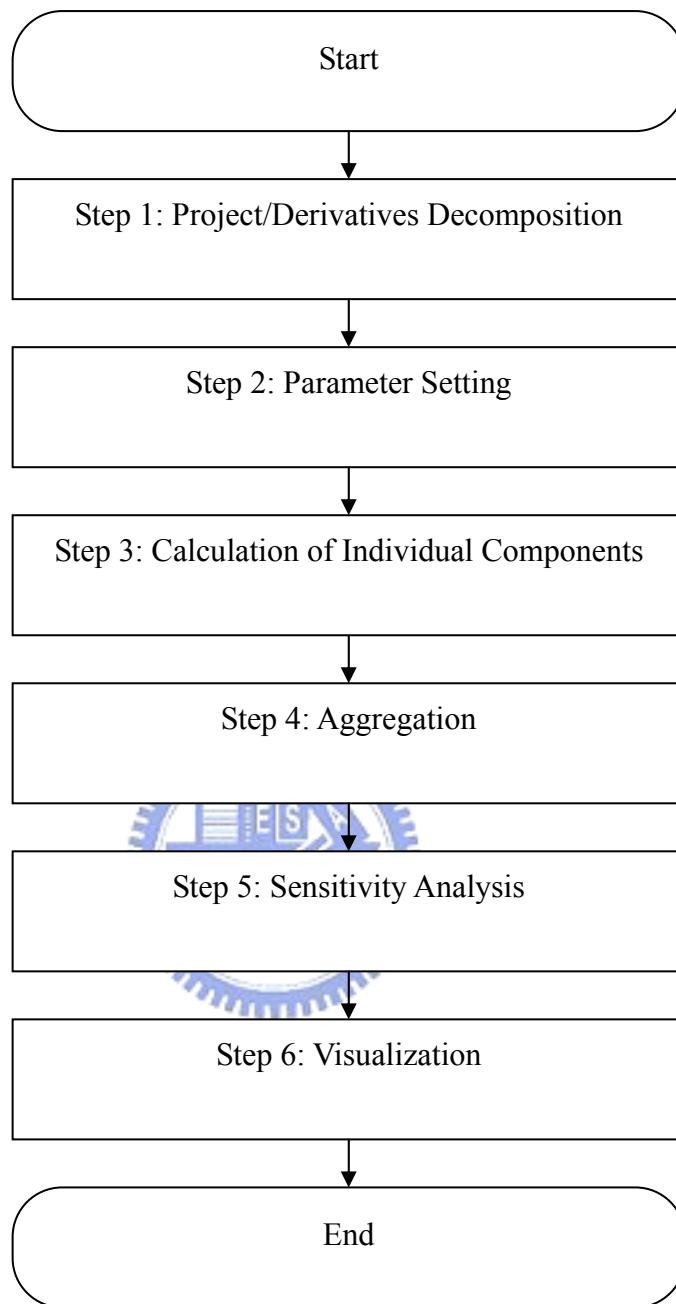 Start
Step 1: Project/Derivatives Decomposition
Step 2: Parameter Setting
Step 3: Calculation of Individual Components
Step 4: Aggregation
E S A
Step 5: Sensitivity Analysis
Step 6: Visualization
End